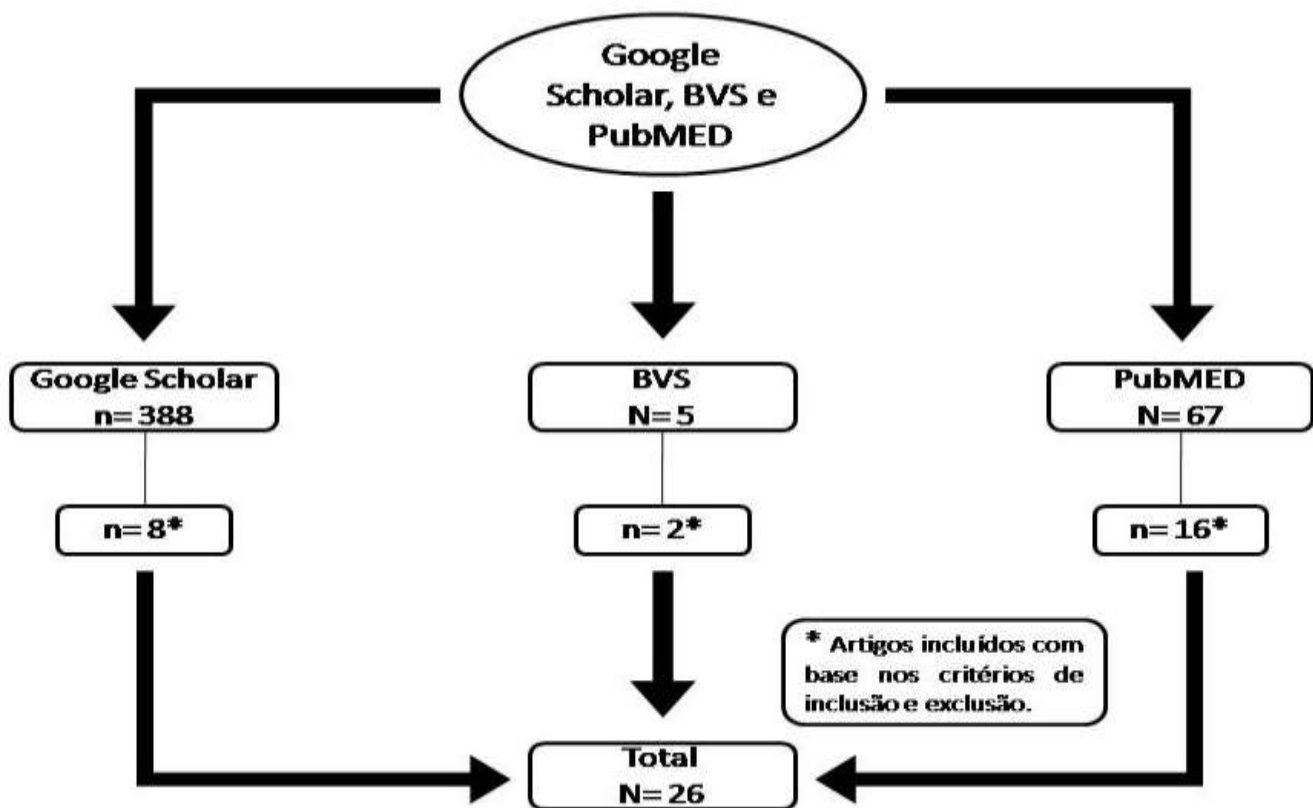 Google
Scholar, BVS e
PubMED
Google Scholar
n= 388
BVS
N= 5
PubMED
N= 67
n= 8*
n= 2*
n= 16*
* Artigos incluídos com
base nos critérios de
inclusão e exclusão.
Total
N= 26